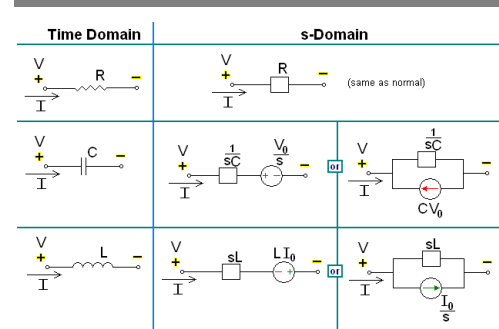 Time Domain
s-Domain
V
+
R
−
I
V
+
R
−
I
(same as normal)
V
+
C
−
I
V
+
1
sC
V₀
s
+
−
−
I
or
V
+
1
sC
−
I
CV₀
V
+
L
−
I
V
+
sL
LI₀
−
+
−
I
or
V
+
sL
−
I
I₀
s